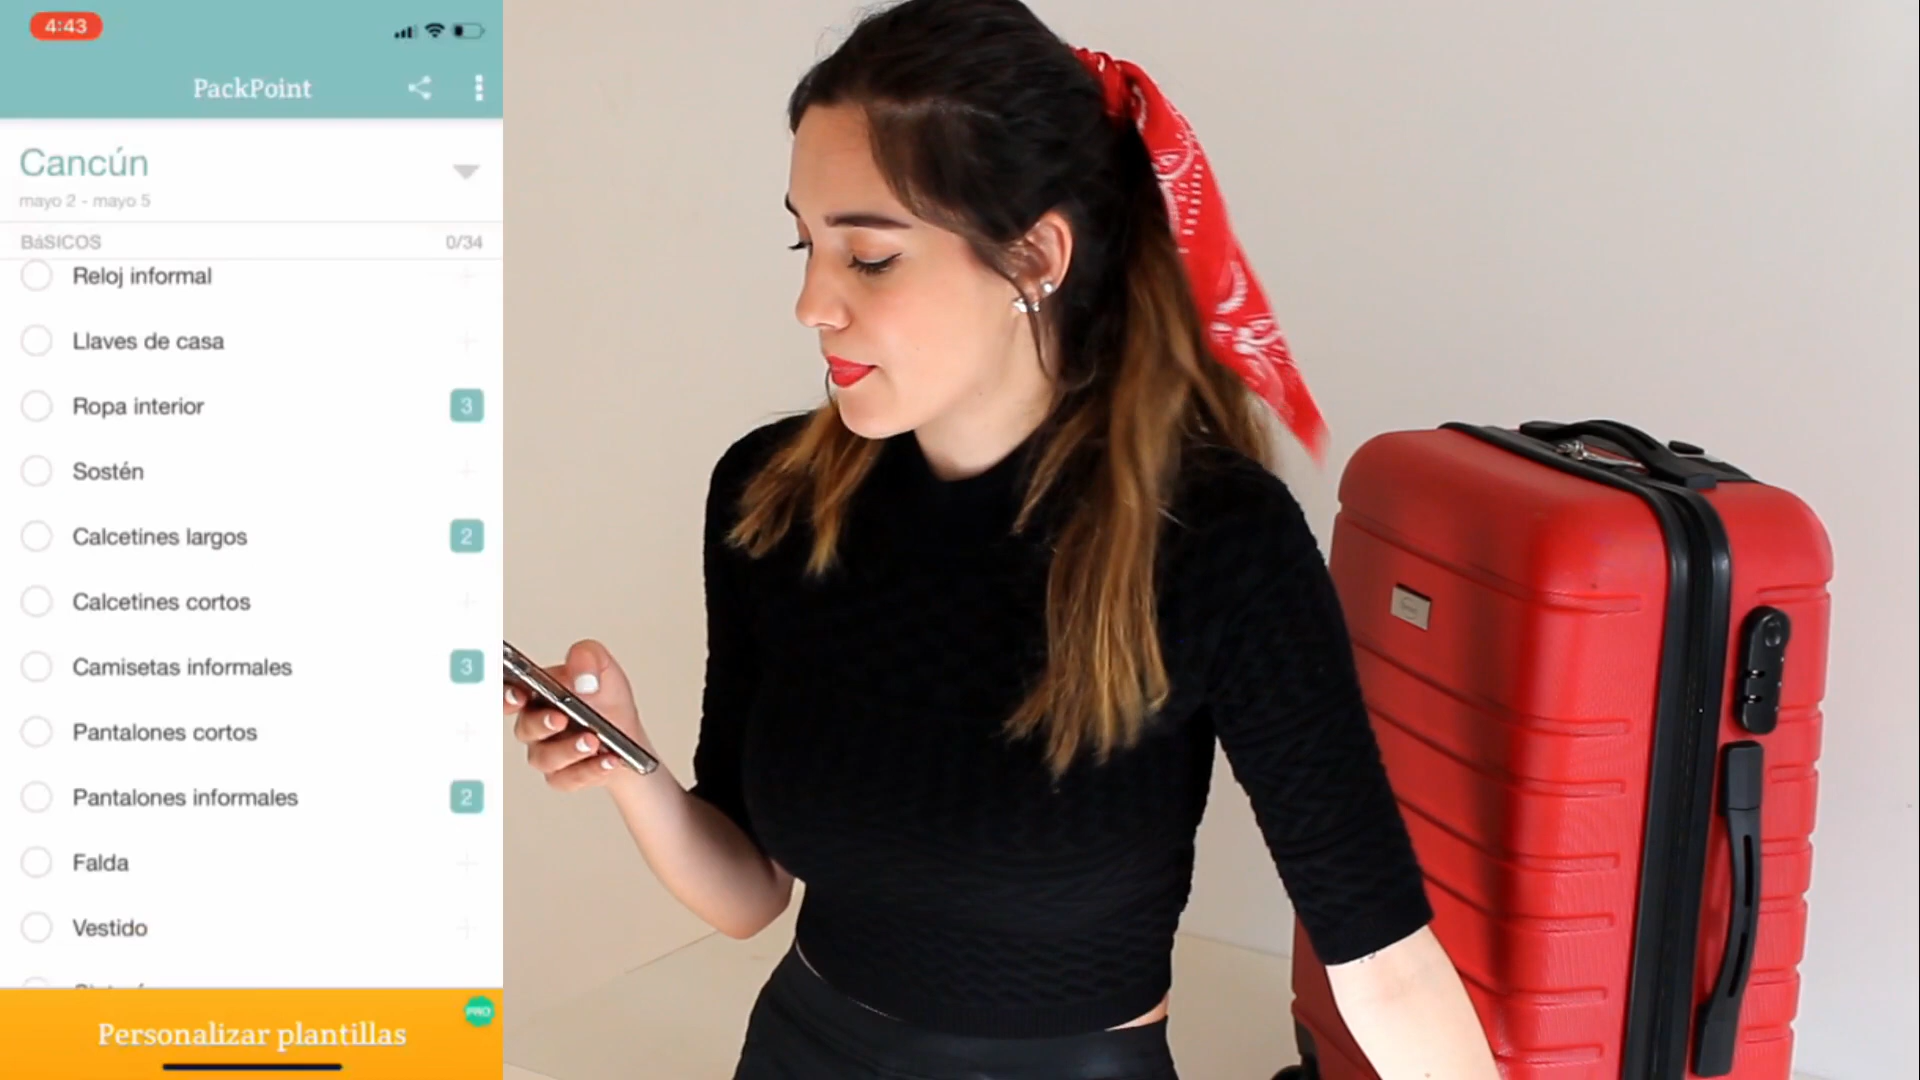 4:43
PackPoint
Cancún
mayo 2 - mayo 5
BáSICOS 0/34
Reloj informal
Llaves de casa
Ropa interior 3
Sostén
Calcetines largos 2
Calcetines cortos
Camisetas informales 3
Pantalones cortos
Pantalones informales 2
Falda
Vestido
PRO
Personalizar plantillas